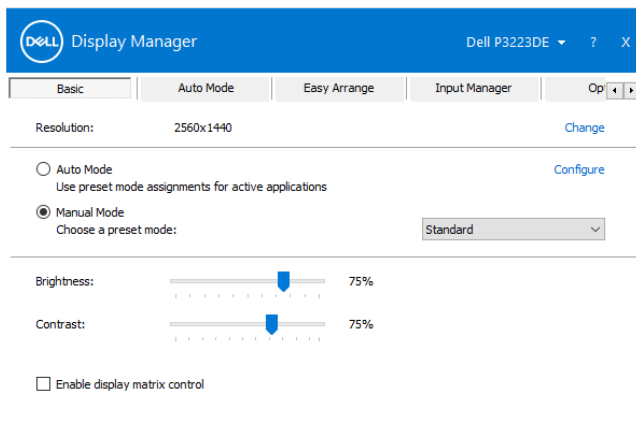 DELL Display Manager Dell P3223DE ? X
Basic Auto Mode Easy Arrange Input Manager Op
Resolution: 2560x1440 Change
Auto Mode Configure
Use preset mode assignments for active applications
Manual Mode
Choose a preset mode: Standard
Brightness: 75%
Contrast: 75%
Enable display matrix control